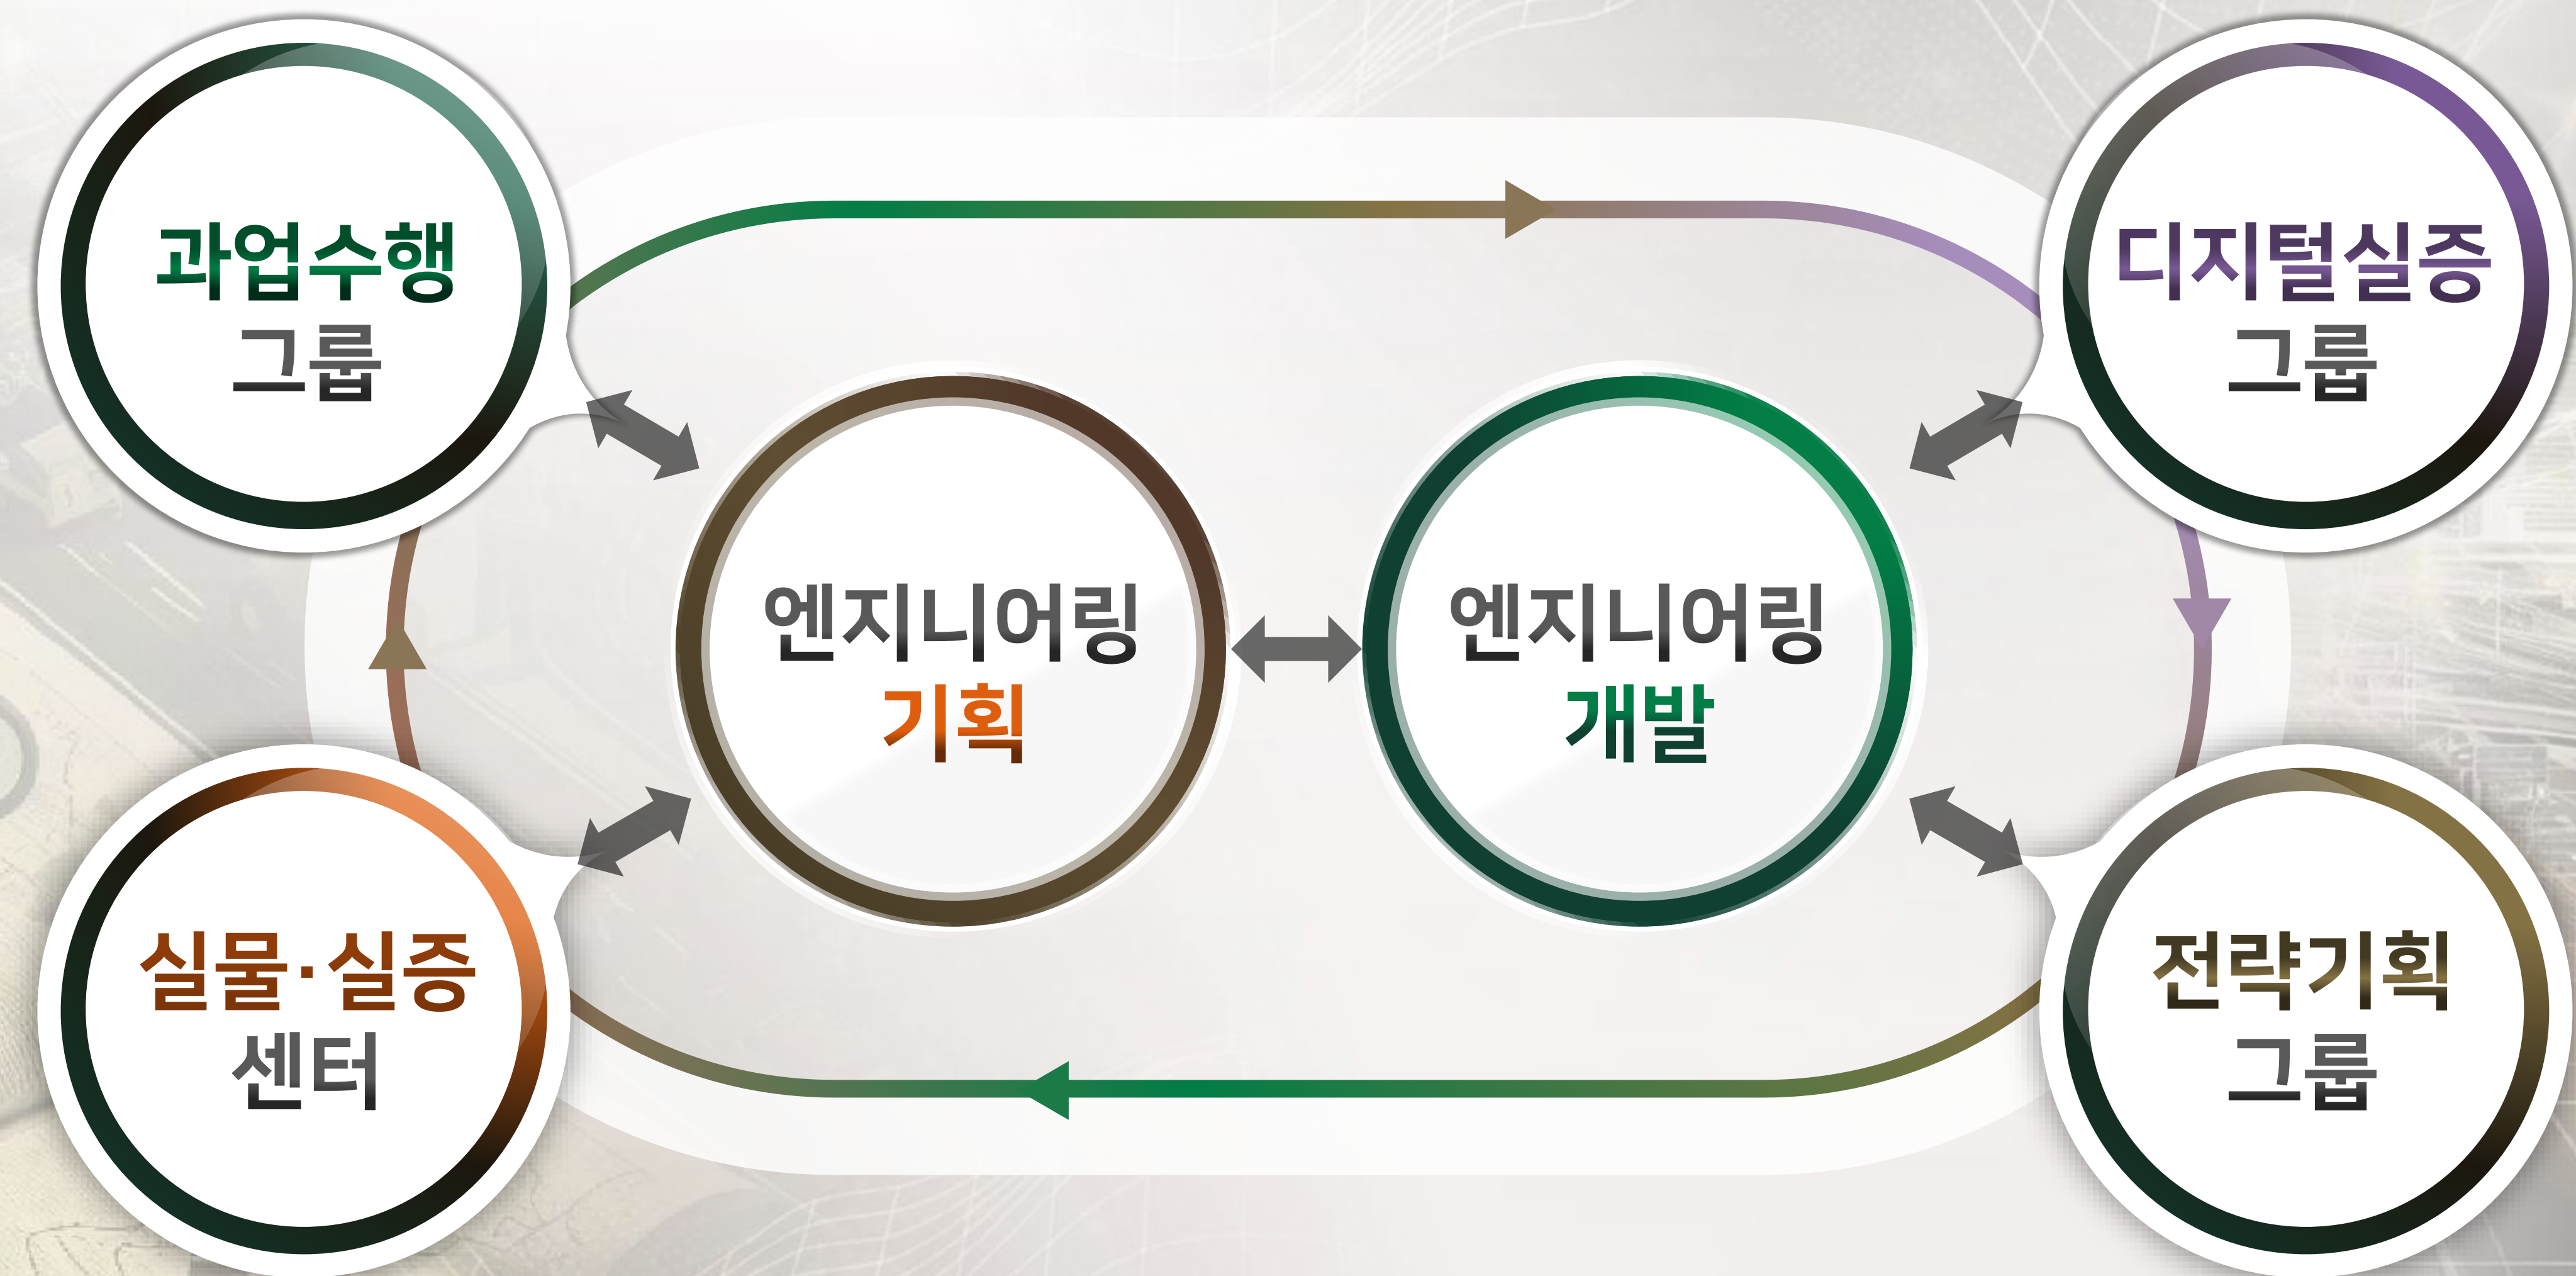 과업수행
그룹
디지털실증
그룹
엔지니어링
기획
엔지니어링
개발
실물·실증
센터
전략기획
그룹